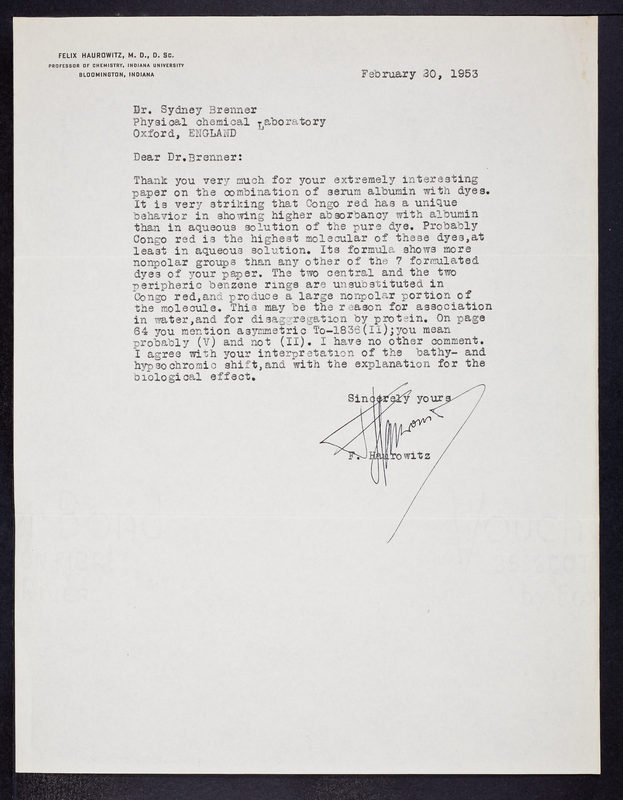 FELIX HAUROWITZ, M. D., D. Sc.
PROFESSOR OF CHEMISTRY, INDIANA UNIVERSITY
BLOOMINGTON, INDIANA
February 20, 1953
Dr. Sydney Brenner
Physical chemical Laboratory
Oxford, ENGLAND
Dear Dr.Brenner:
Thank you very much for your extremely interesting
paper on the combination of serum albumin with dyes.
It is very striking that Congo red has a unique
behavior in showing higher absorbancy with albumin
than in aqueous solution of the pure dye. Probably
Congo red is the highest molecular of these dyes,at
least in aqueous solution. Its formula shows more
nonpolar groups than any other of the 7 formulated
dyes of your paper. The two central and the two
peripheric benzene rings are unsubstituted in
Congo red,and produce a large nonpolar portion of
the molecule. This may be the reason for association
in water,and for disaggregation by protein. On page
64 you mention asymmetric To-1836(II);you mean
probably (V) and not (II). I have no other comment.
I agree with your interpretation of the bathy- and
hypsochromic shift,and with the explanation for the
biological effect.
Sincerely yours
F. Haurowitz